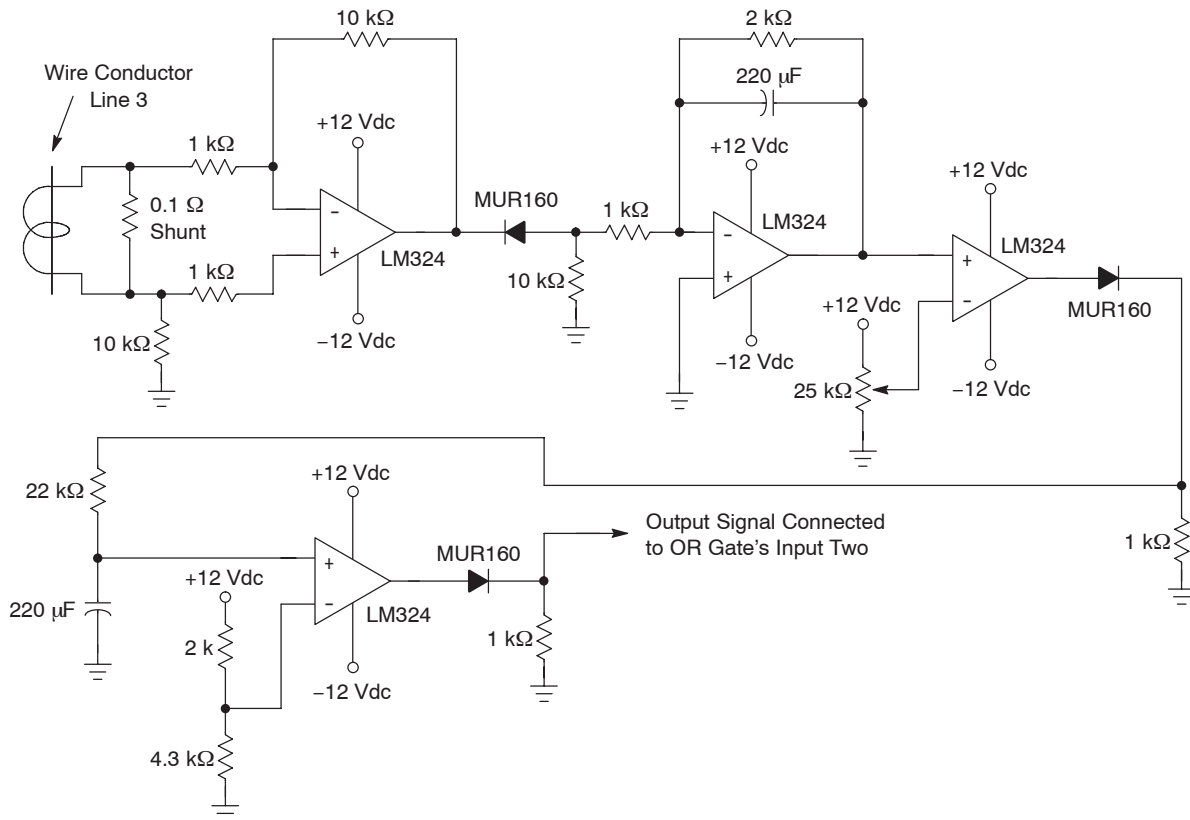 10 kΩ
2 kΩ
Wire Conductor
Line 3
220 µF
+12 Vdc
1 kΩ
+12 Vdc
+12 Vdc
0.1 Ω
Shunt
MUR160
1 kΩ
LM324
LM324
-
+
-
+
+
-
LM324
1 kΩ
10 kΩ
+12 Vdc
MUR160
10 kΩ
−12 Vdc
−12 Vdc
25 kΩ
−12 Vdc
+12 Vdc
22 kΩ
Output Signal Connected
to OR Gate's Input Two
1 kΩ
MUR160
+
-
+12 Vdc
220 µF
LM324
2 k
1 kΩ
−12 Vdc
4.3 kΩ